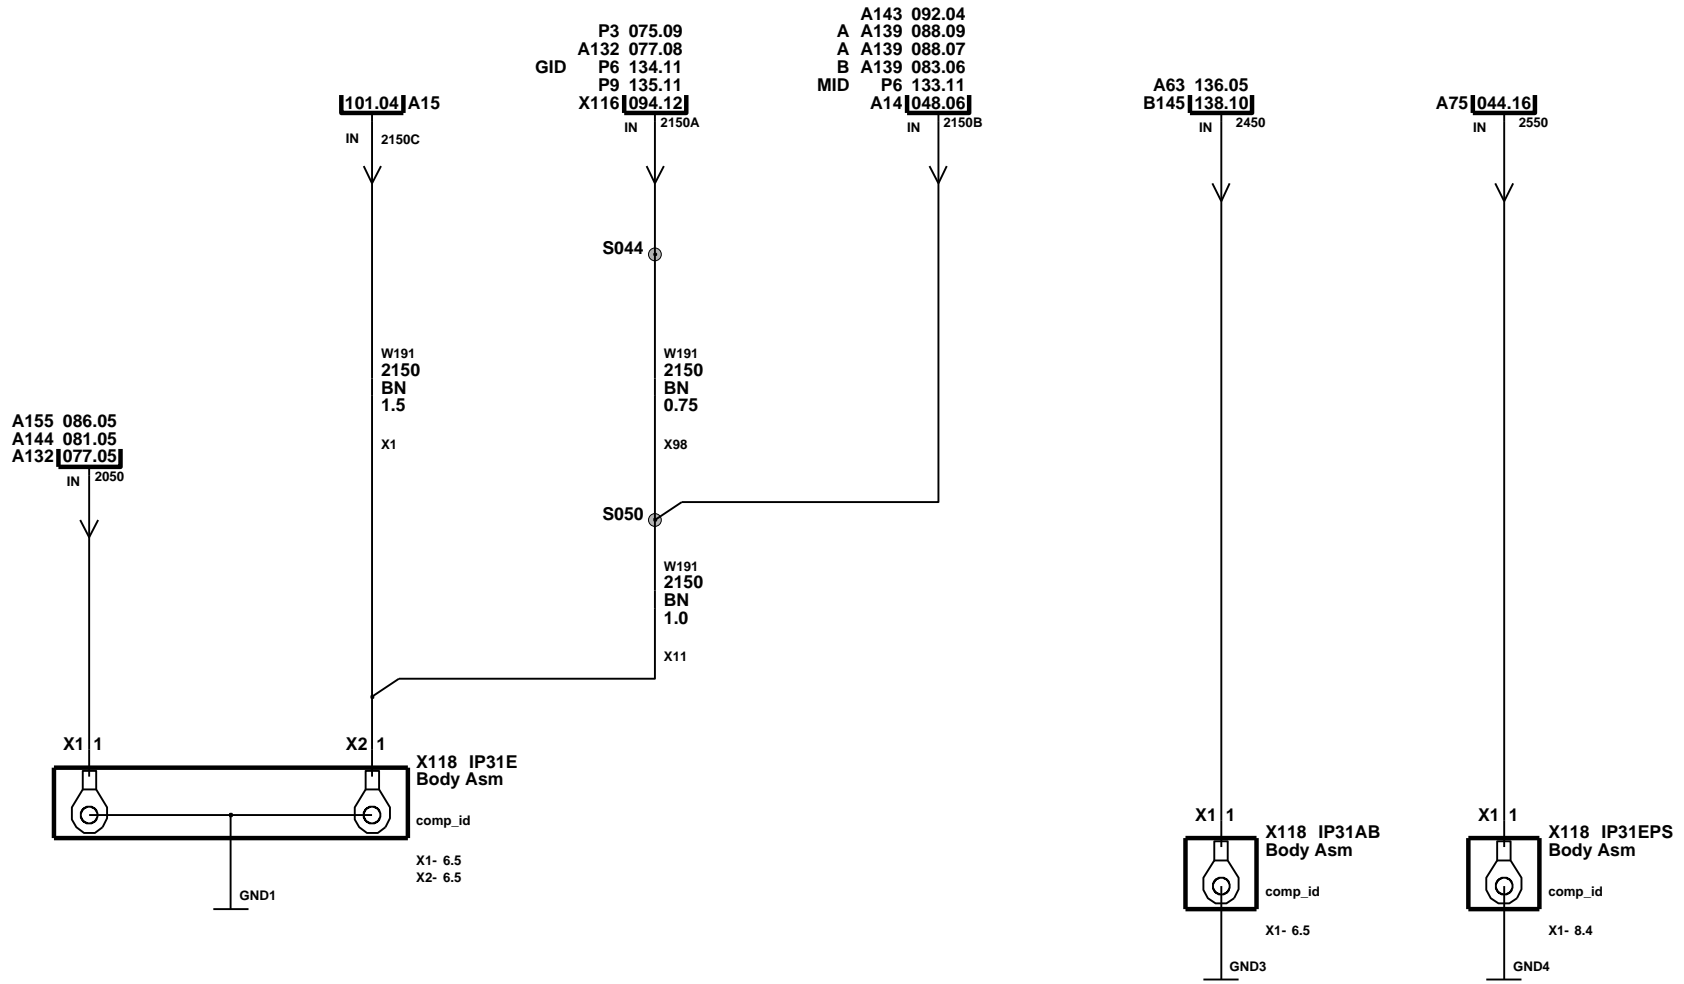 A143 092.04
P3 075.09
A A139 088.09
A132 077.08
A A139 088.07
GID P6 134.11
B A139 083.06
P9 135.11
MID P6 133.11
A63 136.05
101.04 A15
X116 094.12
A14 048.06
B145 138.10
A75 044.16
IN 2150C
IN 2150A
IN 2150B
IN 2450
IN 2550
S044
W191
2150
BN
1.5
X1
W191
2150
BN
0.75
X98
A155 086.05
A144 081.05
A132 077.05
IN 2050
S050
W191
2150
BN
1.0
X11
X1 1
X2 1
X118 IP31E
Body Asm
comp_id
X1- 6.5
X2- 6.5
GND1
X1 1
X118 IP31AB
Body Asm
comp_id
X1- 6.5
GND3
X1 1
X118 IP31EPS
Body Asm
comp_id
X1- 8.4
GND4